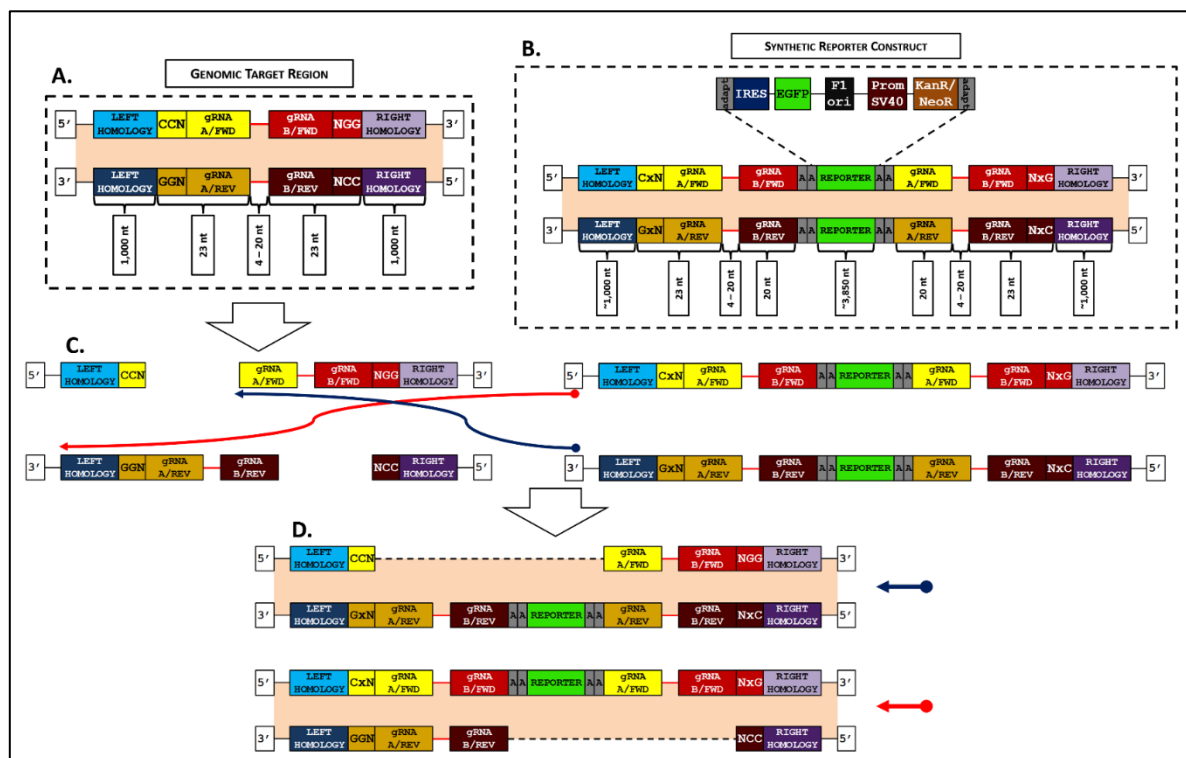 A.
GENOMIC TARGET REGION
5' LEFT HOMOLOGY CCN gRNA A/FWD gRNA B/FWD NGG RIGHT HOMOLOGY 3'
3' LEFT HOMOLOGY GGN gRNA A/REV gRNA B/REV NCC RIGHT HOMOLOGY 5'
1,000 nt 23 nt 4 – 20 nt 23 nt 1,000 nt
B.
SYNTHETIC REPORTER CONSTRUCT
IRES EGFP F1 ori Prom SV40 KanR/ NeoR
5' LEFT HOMOLOGY CxN gRNA A/FWD gRNA B/FWD A A REPORTER A A gRNA A/FWD gRNA B/FWD NxG RIGHT HOMOLOGY 3'
3' LEFT HOMOLOGY GxN gRNA A/REV gRNA B/REV A A REPORTER A A gRNA A/REV gRNA B/REV NxC RIGHT HOMOLOGY 5'
~1,000 nt 23 nt 4 – 20 nt 20 nt ~3,850 nt 20 nt 4 – 20 nt 23 nt ~1,000 nt
C.
5' LEFT HOMOLOGY CCN gRNA A/FWD gRNA B/FWD NGG RIGHT HOMOLOGY 3'
5' LEFT HOMOLOGY CxN gRNA A/FWD gRNA B/FWD A A REPORTER A A gRNA A/FWD gRNA B/FWD NxG RIGHT HOMOLOGY 3'
3' LEFT HOMOLOGY GGN gRNA A/REV gRNA B/REV NCC RIGHT HOMOLOGY 5'
3' LEFT HOMOLOGY GxN gRNA A/REV gRNA B/REV A A REPORTER A A gRNA A/REV gRNA B/REV NxC RIGHT HOMOLOGY 5'
D.
5' LEFT HOMOLOGY CCN gRNA A/FWD gRNA B/FWD NGG RIGHT HOMOLOGY 3'
3' LEFT HOMOLOGY GxN gRNA A/REV gRNA B/REV A A REPORTER A A gRNA A/REV gRNA B/REV NxC RIGHT HOMOLOGY 5'
5' LEFT HOMOLOGY CxN gRNA A/FWD gRNA B/FWD A A REPORTER A A gRNA A/FWD gRNA B/FWD NxG RIGHT HOMOLOGY 3'
3' LEFT HOMOLOGY GGN gRNA A/REV gRNA B/REV NCC RIGHT HOMOLOGY 5'